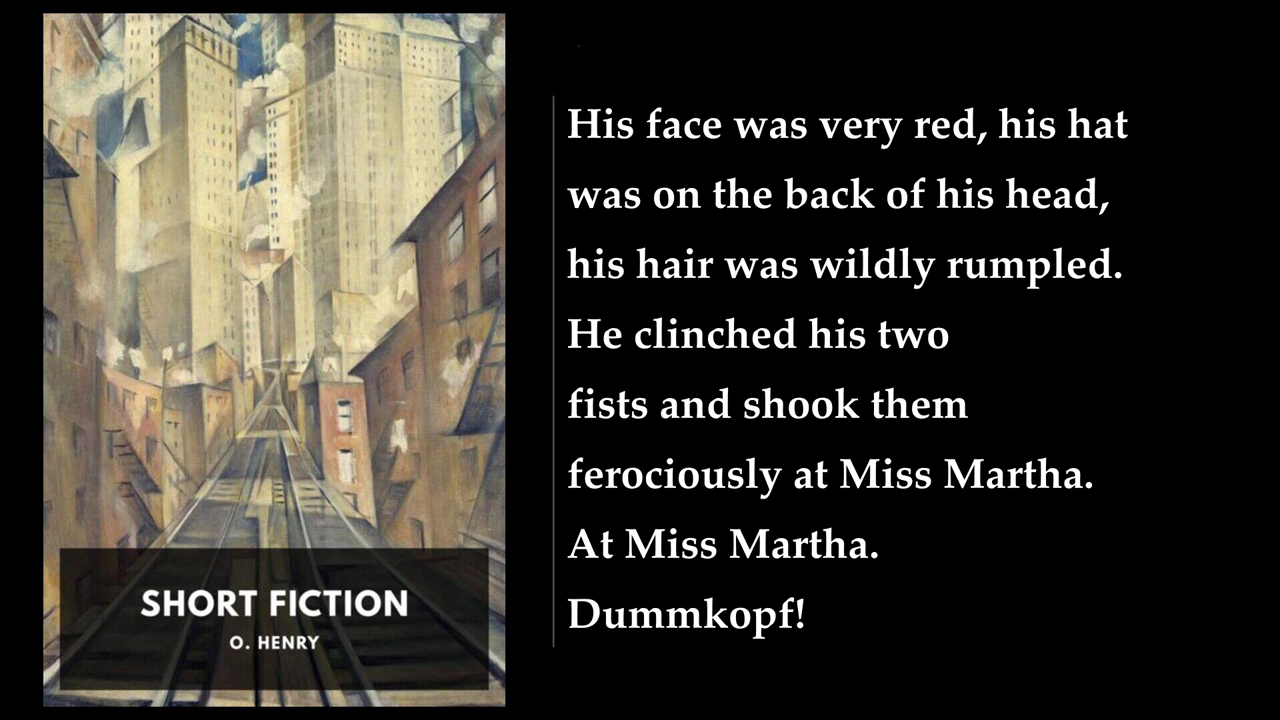 SHORT FICTION
O. HENRY
His face was very red, his hat
was on the back of his head,
his hair was wildly rumpled.
He clinched his two
fists and shook them
ferociously at Miss Martha.
At Miss Martha.
Dummkopf!